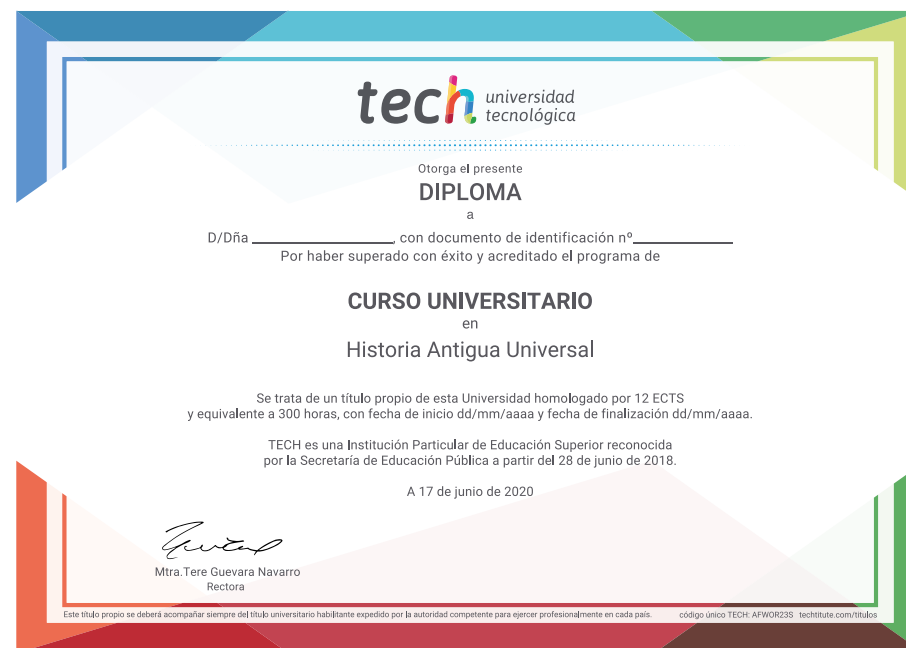 tech universidad
tecnológica
Otorga el presente
DIPLOMA
a
D/Dña ____________________, con documento de identificación nº______________
Por haber superado con éxito y acreditado el programa de
CURSO UNIVERSITARIO
en
Historia Antigua Universal
Se trata de un título propio de esta Universidad homologado por 12 ECTS
y equivalente a 300 horas, con fecha de inicio dd/mm/aaaa y fecha de finalización dd/mm/aaaa.
TECH es una Institución Particular de Educación Superior reconocida
por la Secretaría de Educación Pública a partir del 28 de junio de 2018.
A 17 de junio de 2020
Mtra.Tere Guevara Navarro
Rectora
Este título propio se deberá acompañar siempre del título universitario habilitante expedido por la autoridad competente para ejercer profesionalmente en cada país. código único TECH: AFWOR23S techtitute.com/titulos